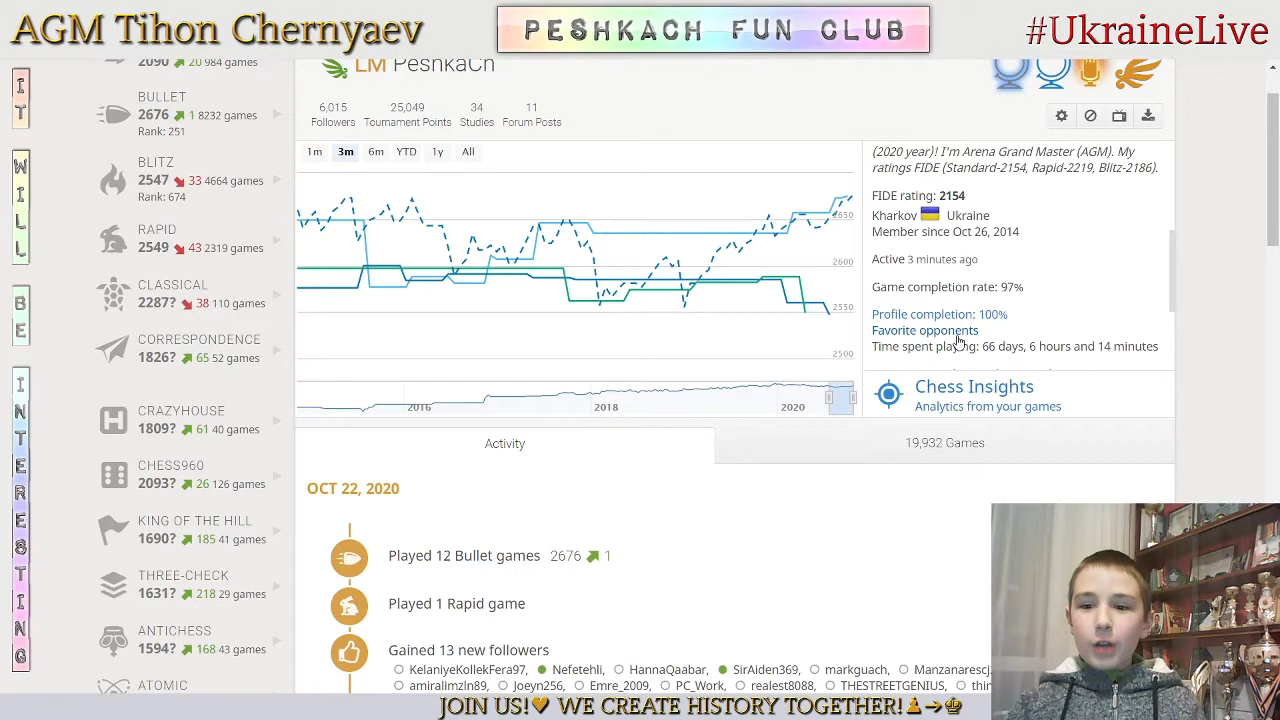 AGM Tihon Chernyaev
PESHKACH FUN CLUB
#UkraineLive
IT
WILL
BE
INTERESTING
2090 20 984 games
BULLET
2676 1 8232 games
Rank: 251
BLITZ
2547 33 4664 games
Rank: 674
RAPID
2549 43 2319 games
CLASSICAL
2287? 38 110 games
CORRESPONDENCE
1826? 65 52 games
CRAZYHOUSE
1809? 61 40 games
CHESS960
2093? 26 126 games
KING OF THE HILL
1690? 185 41 games
THREE-CHECK
1631? 218 29 games
ANTICHESS
1594? 168 43 games
ATOMIC
LM PeshkaCh
6,015 25,049 34 11
Followers Tournament Points Studies Forum Posts
1m 3m 6m YTD 1y All
2650
2600
2550
2500
2016 2018 2020
(2020 year)! I'm Arena Grand Master (AGM). My
ratings FIDE (Standard-2154, Rapid-2219, Blitz-2186).
FIDE rating: 2154
Kharkov Ukraine
Member since Oct 26, 2014
Active 3 minutes ago
Game completion rate: 97%
Profile completion: 100%
Favorite opponents
Time spent playing: 66 days, 6 hours and 14 minutes
Chess Insights
Analytics from your games
Activity
19,932 Games
OCT 22, 2020
Played 12 Bullet games 2676 1
Played 1 Rapid game
Gained 13 new followers
KelaniyeKollekFera97, Nefetehli, HannaQaabar, SirAiden369, markguach, Manzanaresc
amiralimzln89, Joeyn256, Emre_2009, PC_Work, realest8088, THESTREETGENIUS, thin
JOIN US! WE CREATE HISTORY TOGETHER!